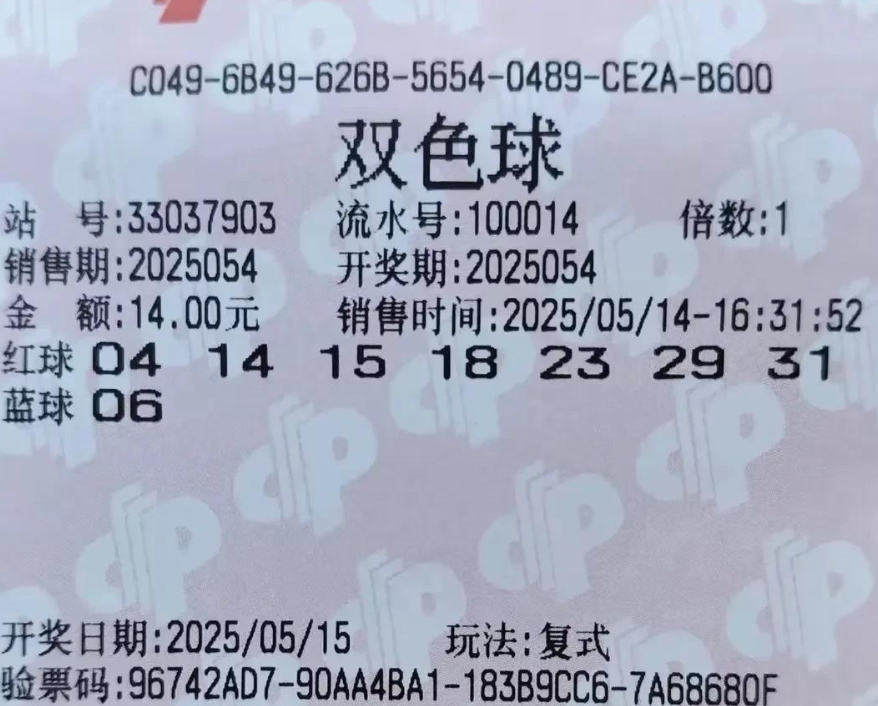 C049-6B49-626B-5654-0489-CE2A-B600
双色球
站 号:33037903 流水号:100014 倍数:1
销售期:2025054 开奖期:2025054
金 额:14.00元 销售时间:2025/05/14-16:31:52
红球 04 14 15 18 23 29 31
蓝球 06
开奖日期:2025/05/15 玩法:复式
验票码:96742AD7-90AA4BA1-183B9CC6-7A68680F